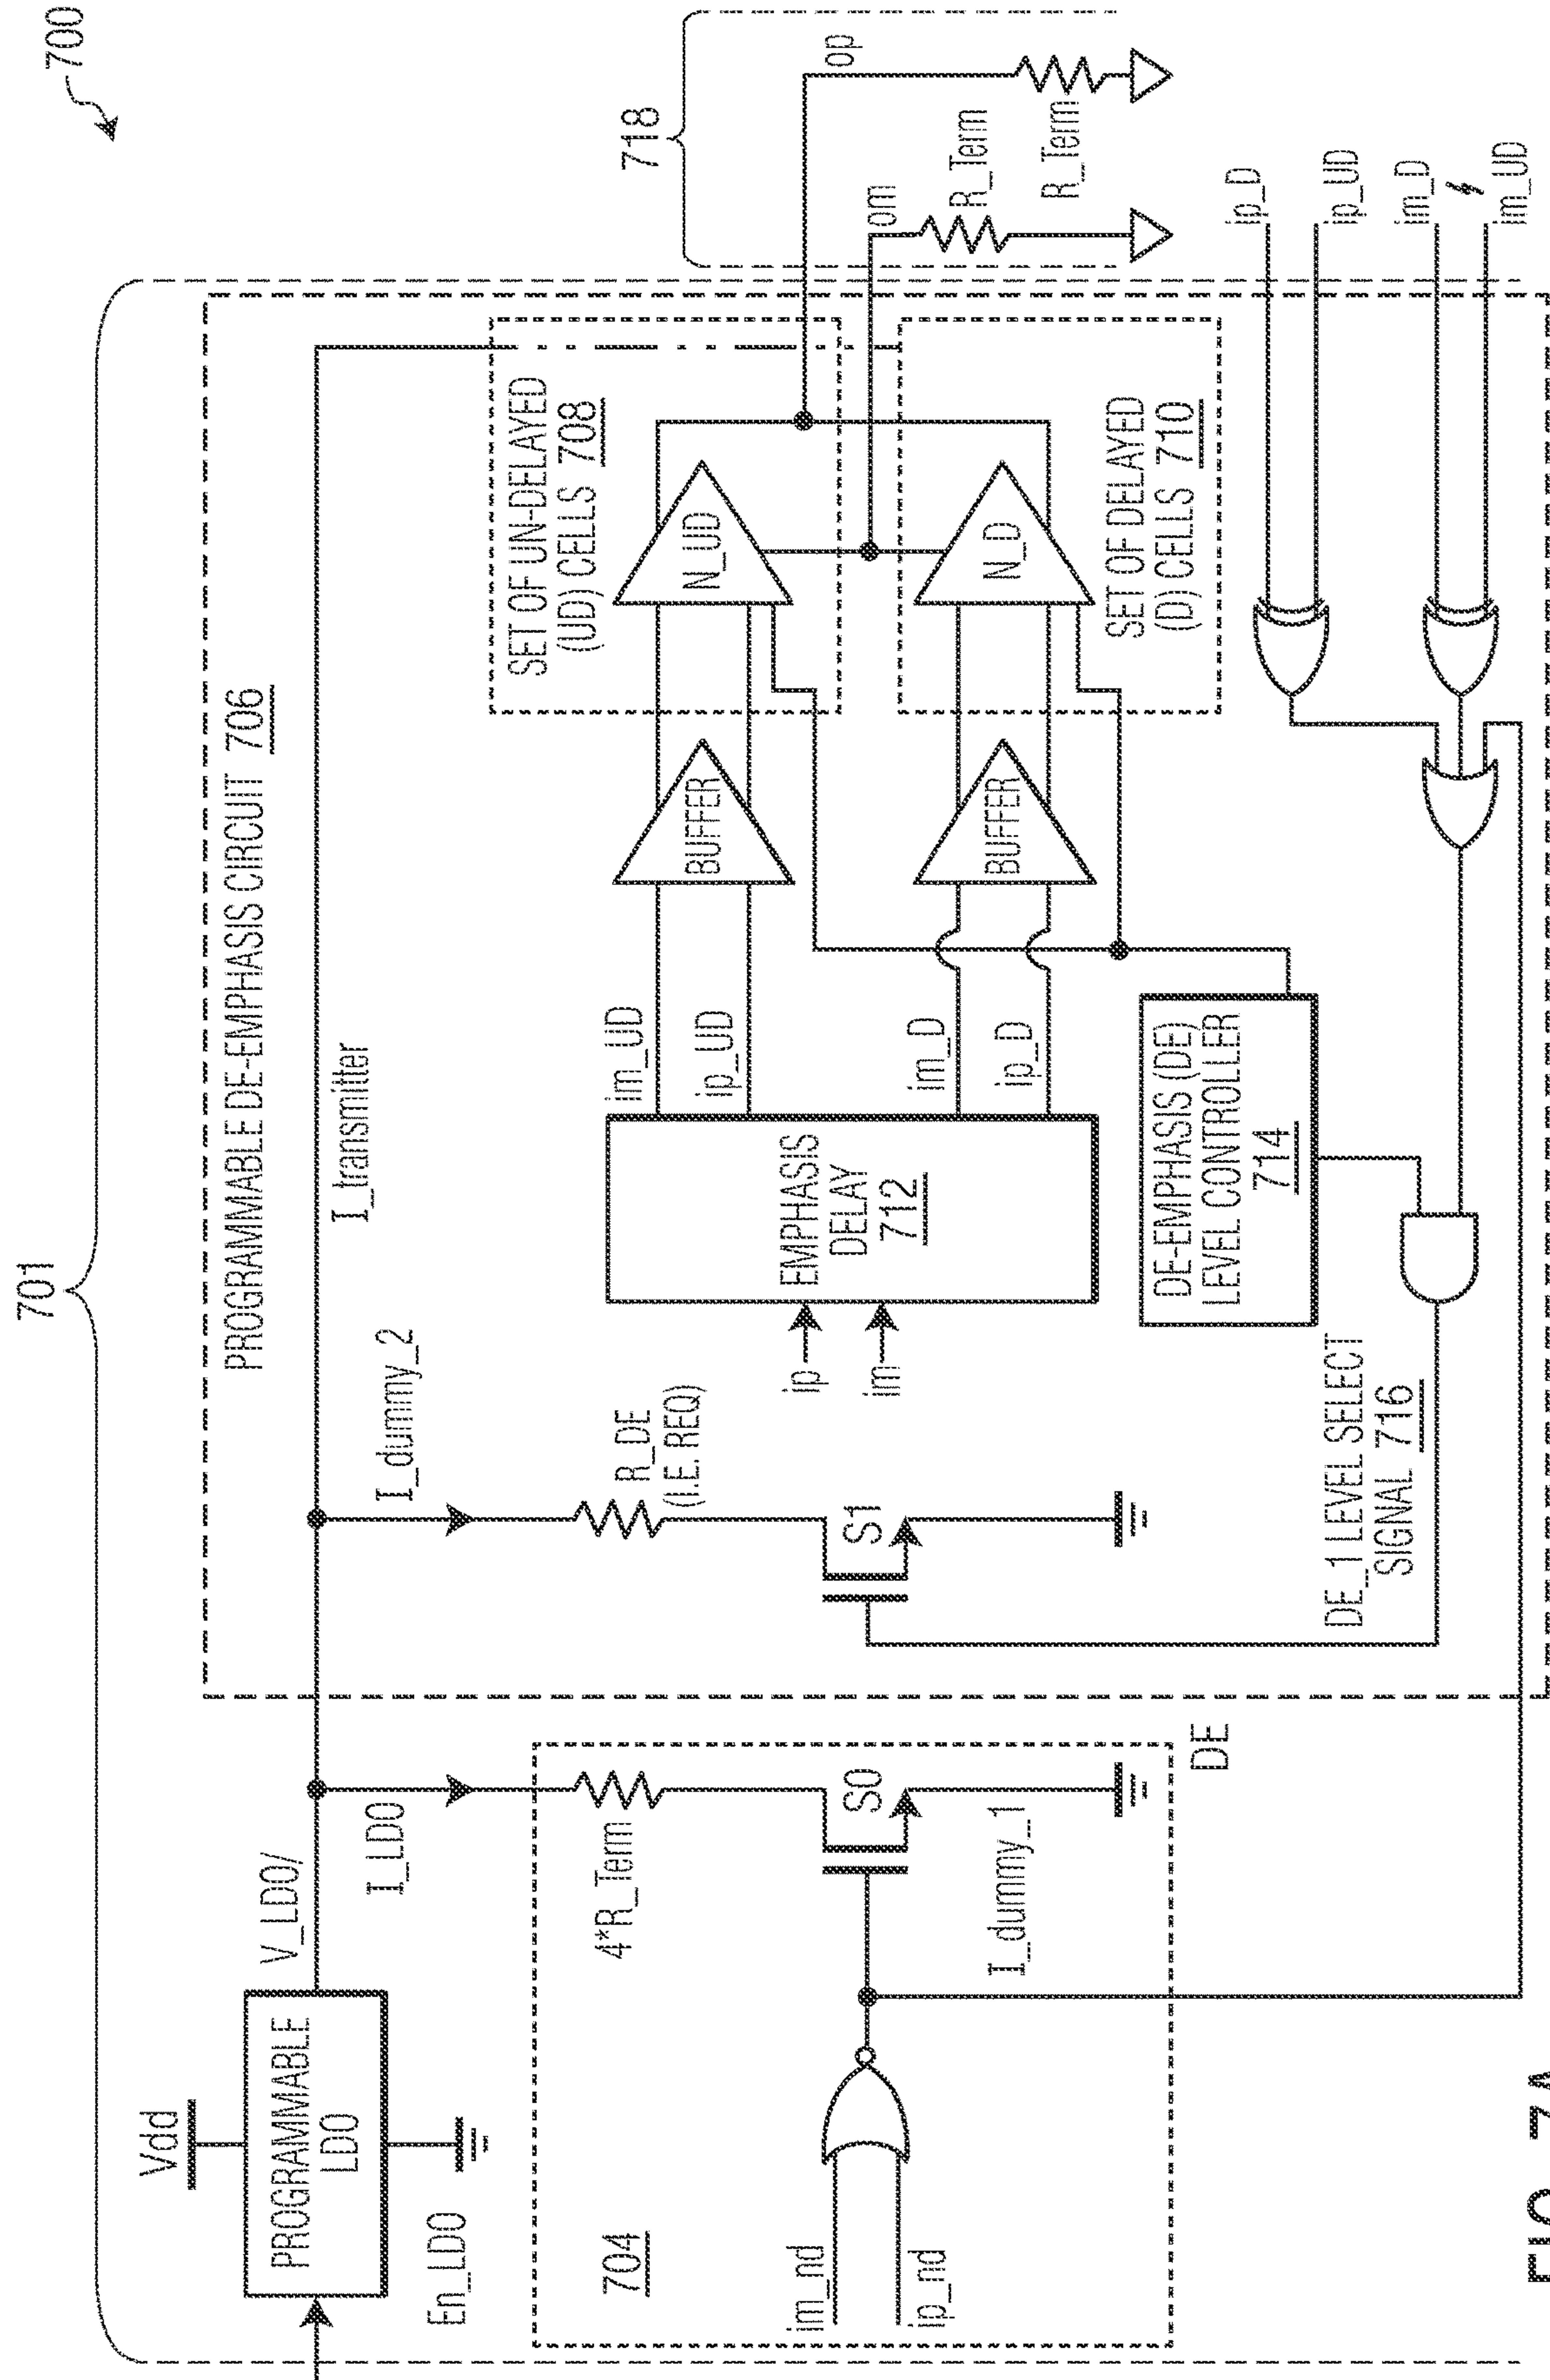 700
701
718
Vdd
PROGRAMMABLE
LDO
En_LDO
V_LDO/
I_LDO
704
im_nd
ip_nd
4*R_Term
S0
I_dummy_1
DE
PROGRAMMABLE DE-EMPHASIS CIRCUIT 706
I_transmitter
I_dummy_2
R_DE
(I.E. REQ)
S1
DE_1 LEVEL SELECT
SIGNAL 716
ip
im
EMPHASIS
DELAY
712
im_UD
ip_UD
im_D
ip_D
DE-EMPHASIS (DE)
LEVEL CONTROLLER
714
BUFFER
BUFFER
SET OF UN-DELAYED
(UD) CELLS 708
N_UD
N_D
SET OF DELAYED
(D) CELLS 710
op
om
R_Term
R_Term
ip_D
ip_UD
im_D
im_UD
FIG. 7A